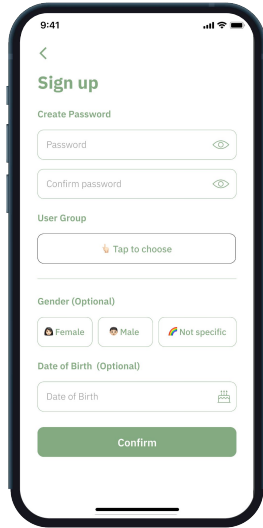 9:41
Sign up
Create Password
Password
Confirm password
User Group
👆🏻 Tap to choose
Gender (Optional)
👩🏻 Female 👨🏻 Male 🌈 Not specific
Date of Birth (Optional)
Date of Birth
Confirm